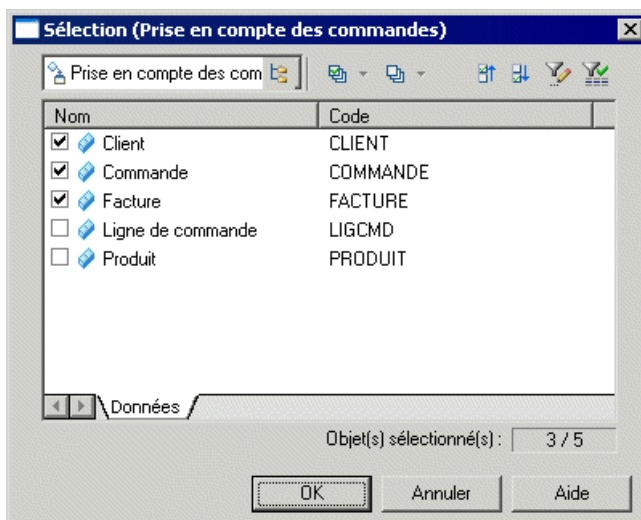 Sélection (Prise en compte des commandes)
Prise en compte des com
Nom Code
Client CLIENT
Commande COMMANDE
Facture FACTURE
Ligne de commande LIGCMD
Produit PRODUIT
Données
Objet(s) sélectionné(s) : 3 / 5
OK Annuler Aide